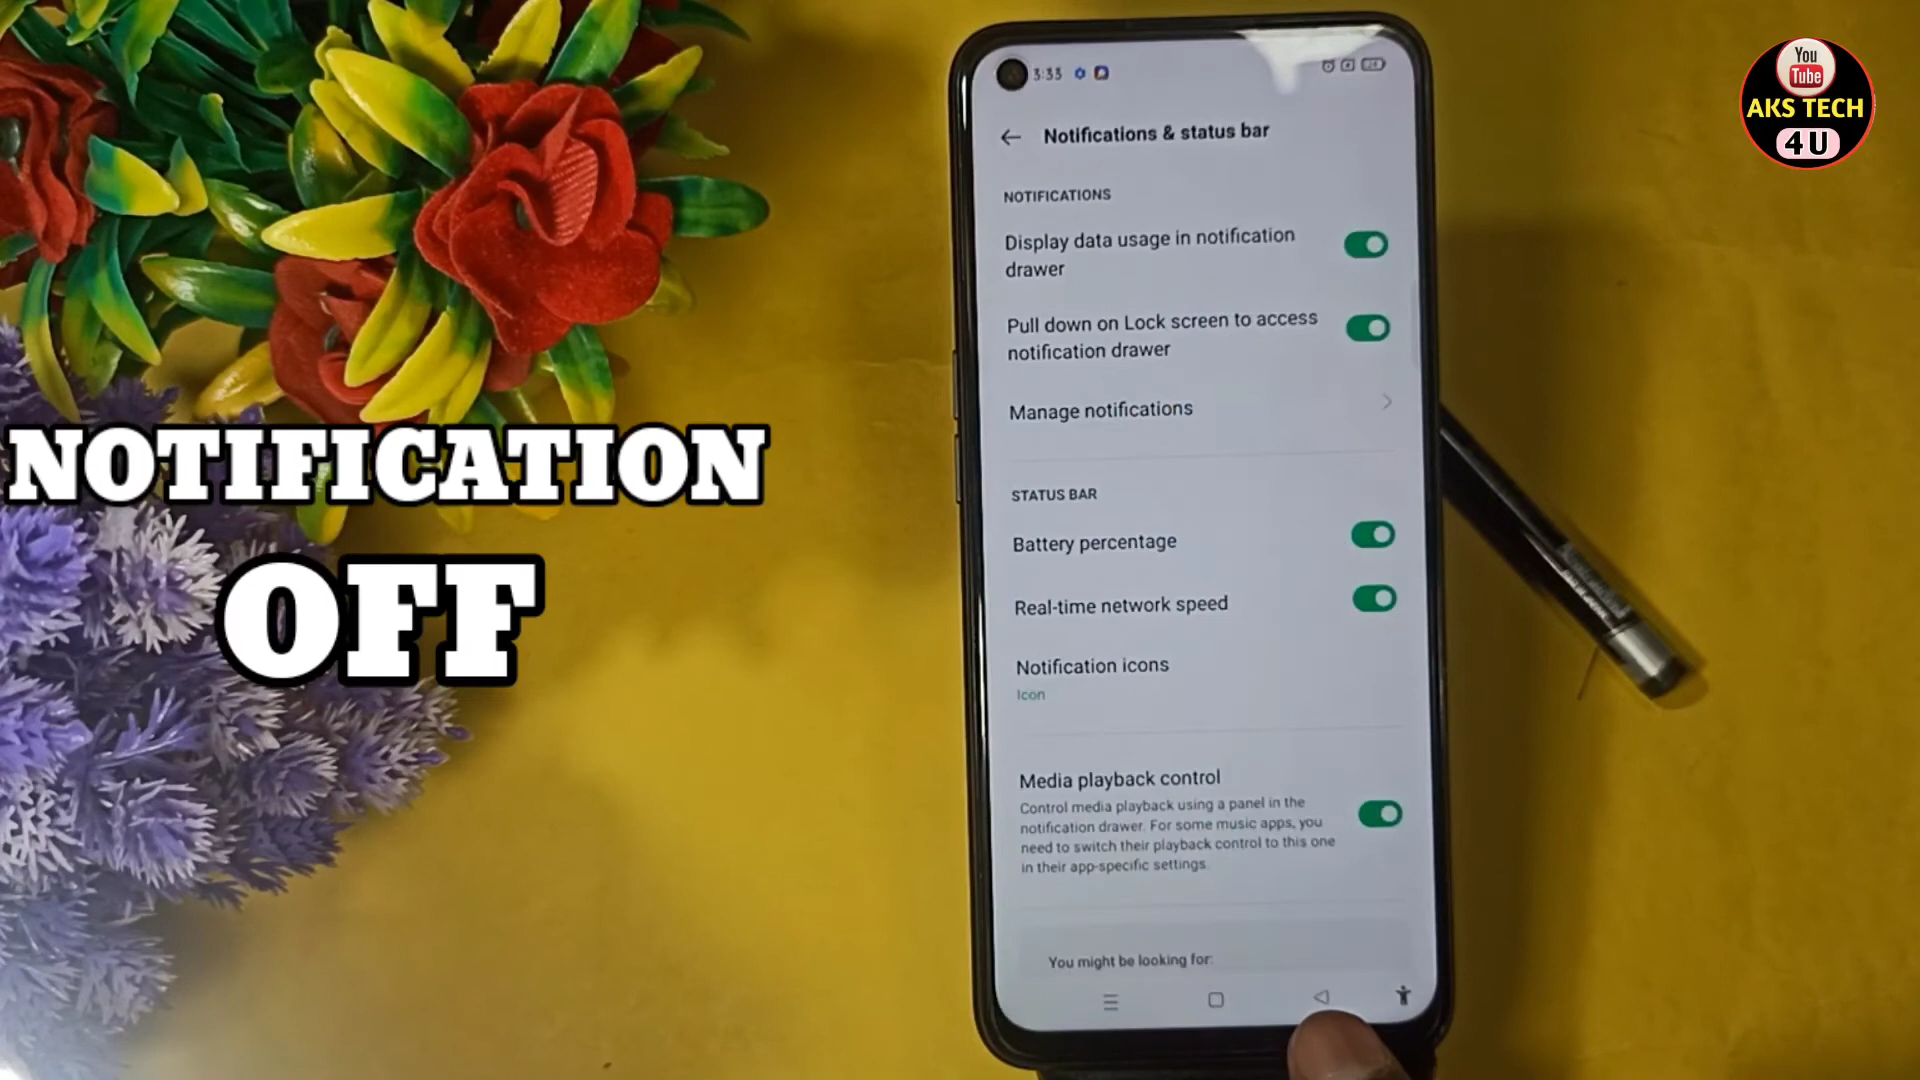 3:33
Notifications & status bar
NOTIFICATIONS
Display data usage in notification
drawer
Pull down on Lock screen to access
notification drawer
Manage notifications
STATUS BAR
Battery percentage
Real-time network speed
Notification icons
Icon
Media playback control
Control media playback using a panel in the
notification drawer. For some music apps, you
need to switch their playback control to this one
in their app-specific settings.
You might be looking for:
NOTIFICATION
OFF
You
Tube
AKS TECH
4 U